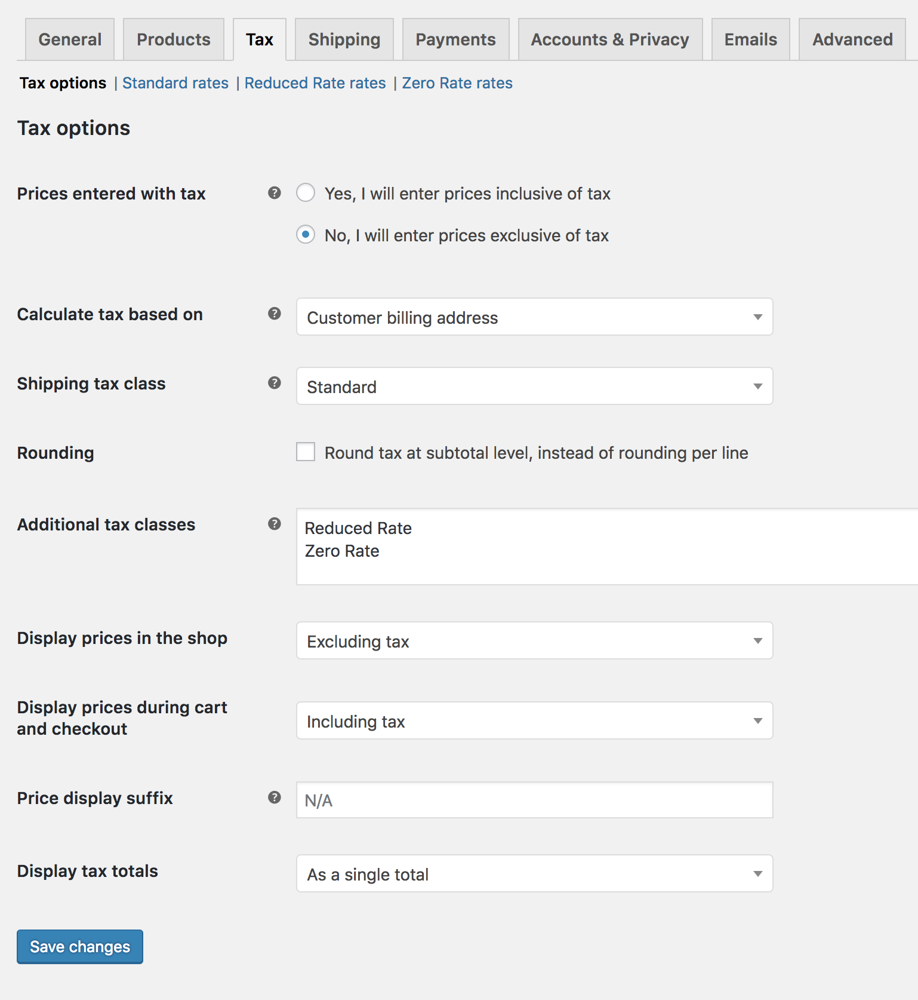 General Products Tax Shipping Payments Accounts & Privacy Emails Advanced
Tax options | Standard rates | Reduced Rate rates | Zero Rate rates
Tax options
Prices entered with tax ? Yes, I will enter prices inclusive of tax
No, I will enter prices exclusive of tax
Calculate tax based on ? Customer billing address
Shipping tax class ? Standard
Rounding Round tax at subtotal level, instead of rounding per line
Additional tax classes ? Reduced Rate
Zero Rate
Display prices in the shop Excluding tax
Display prices during cart
and checkout
Including tax
Price display suffix ? N/A
Display tax totals As a single total
Save changes